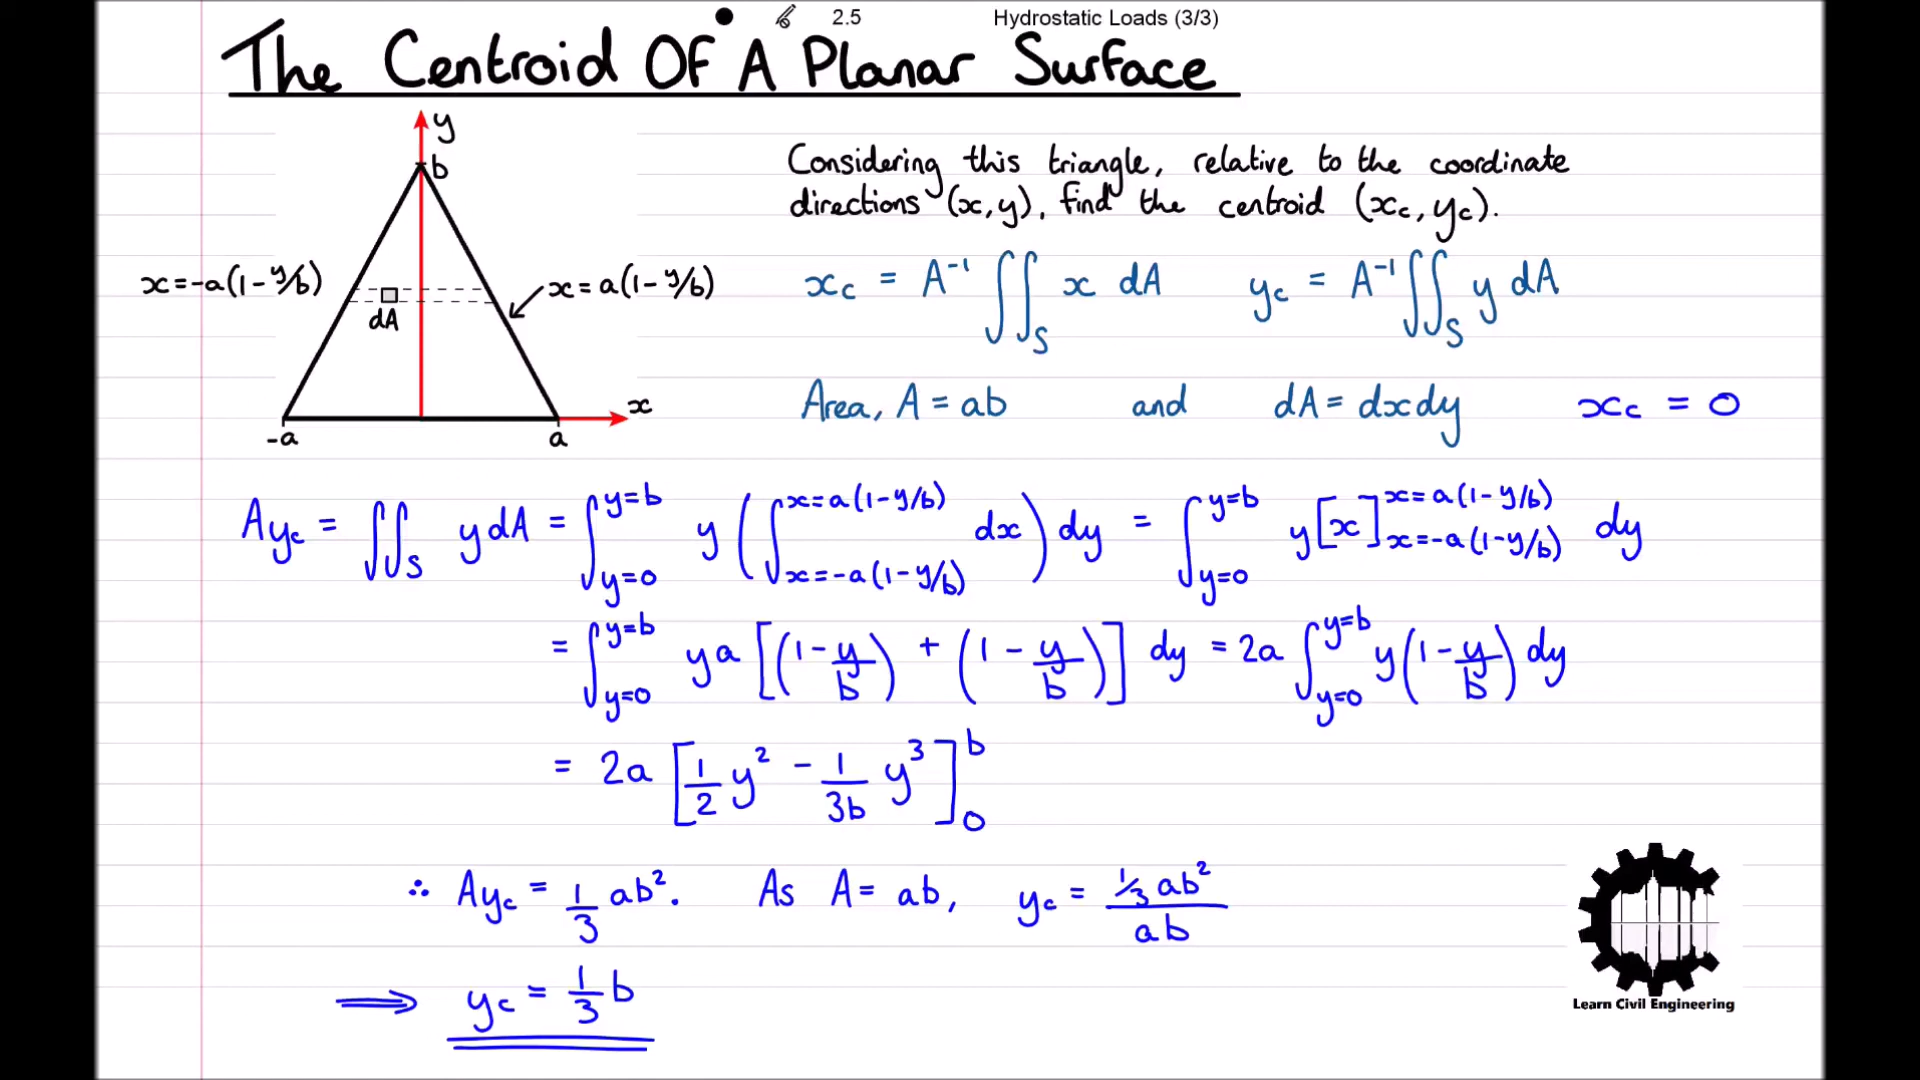 2.5 Hydrostatic Loads (3/3)
The Centroid Of A Planar Surface
y
b
x=-a(1-y/b)
x=a(1-y/b)
dA
x
-a
a
Considering this triangle, relative to the coordinate
directions (x,y), find the centroid (xc, yc).
xc = A⁻¹ ∬_S x dA yc = A⁻¹ ∬_S y dA
Area, A = ab and dA = dxdy xc = 0
Ayc = ∬_S y dA = ∫_{y=0}^{y=b} y (∫_{x=-a(1-y/b)}^{x=a(1-y/b)} dx) dy = ∫_{y=0}^{y=b} y[x]_{x=-a(1-y/b)}^{x=a(1-y/b)} dy
= ∫_{y=0}^{y=b} ya [(1-y/b) + (1-y/b)] dy = 2a ∫_{y=0}^{y=b} y(1-y/b) dy
= 2a [1/2 y² - 1/3b y³]_0^b
∴ Ayc = 1/3 ab². As A = ab, yc = 1/3 ab² / ab
⟹ yc = 1/3 b
Learn Civil Engineering